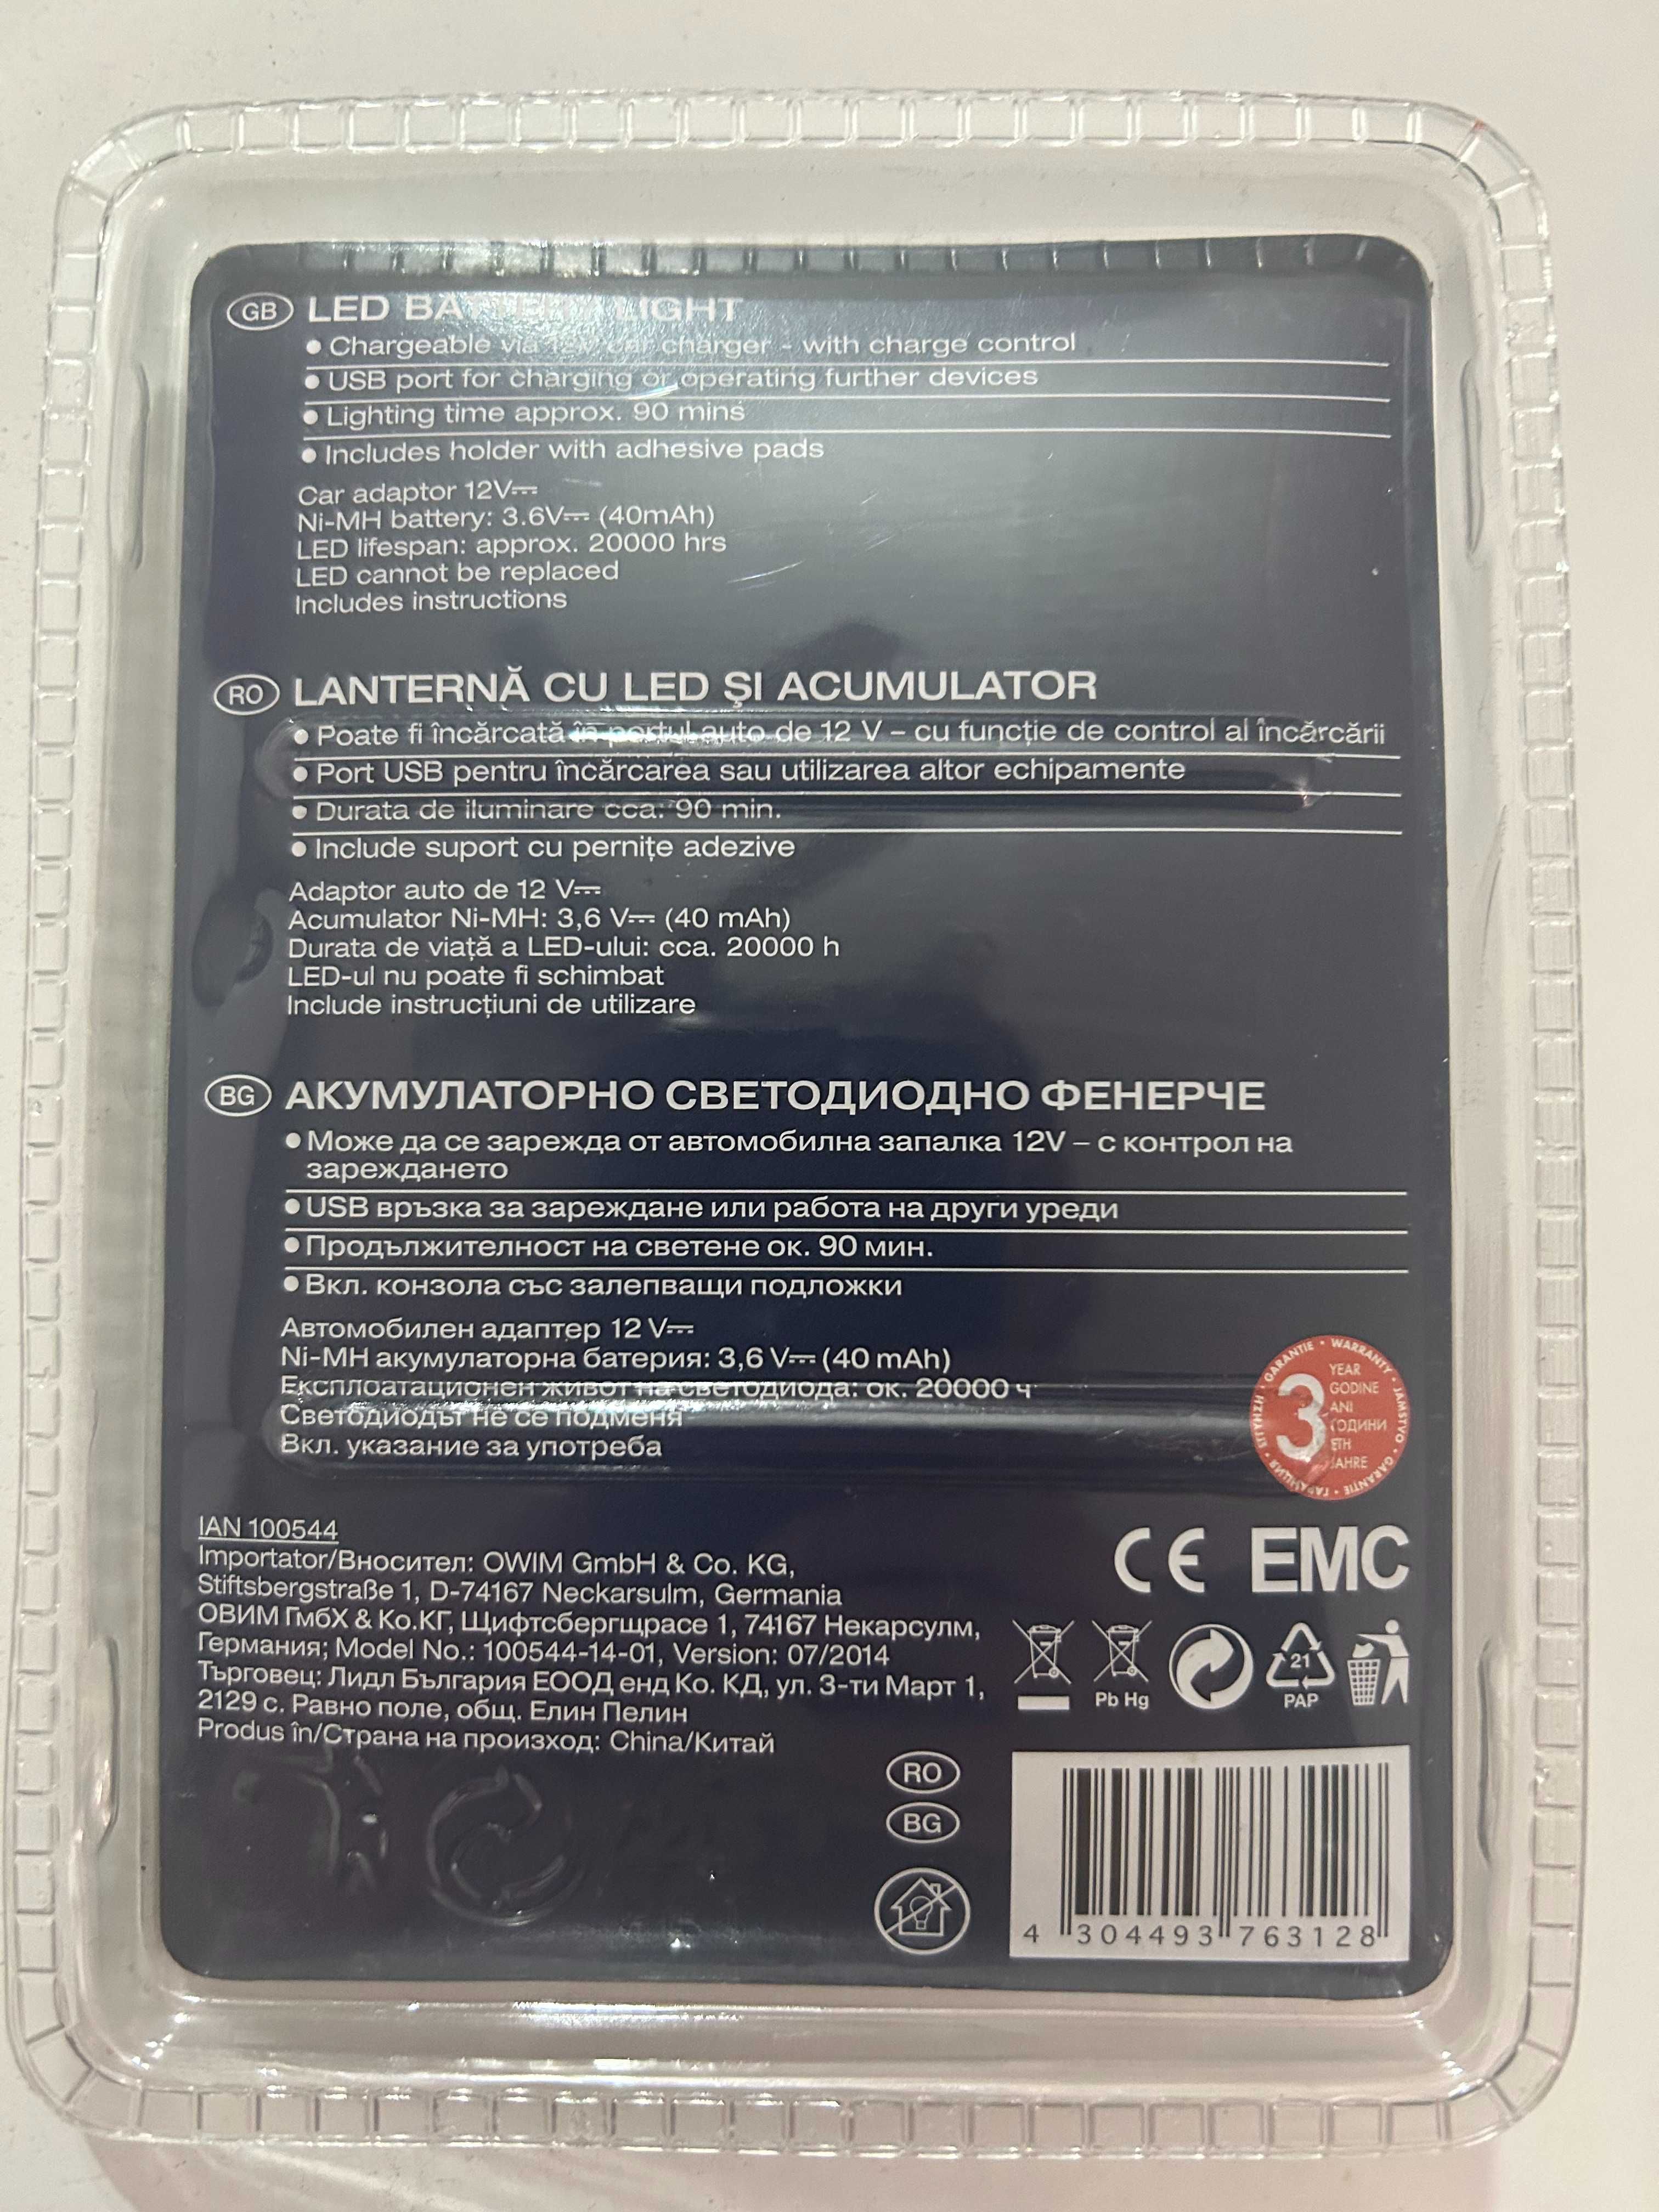 GB LED BATTERY LIGHT
• Chargeable via 12V car charger - with charge control
• USB port for charging or operating further devices
• Lighting time approx. 90 mins
• Includes holder with adhesive pads
Car adaptor 12V⎓
Ni-MH battery: 3.6V⎓ (40mAh)
LED lifespan: approx. 20000 hrs
LED cannot be replaced
Includes instructions
RO LANTERNĂ CU LED ŞI ACUMULATOR
• Poate fi încărcată în portul auto de 12 V – cu funcție de control al încărcării
• Port USB pentru încărcarea sau utilizarea altor echipamente
• Durata de iluminare cca. 90 min.
• Include suport cu pernițe adezive
Adaptor auto de 12 V⎓
Acumulator Ni-MH: 3,6 V⎓ (40 mAh)
Durata de viață a LED-ului: cca. 20000 h
LED-ul nu poate fi schimbat
Include instrucțiuni de utilizare
BG АКУМУЛАТОРНО СВЕТОДИОДНО ФЕНЕРЧЕ
• Може да се зарежда от автомобилна запалка 12V – с контрол на
зареждането
• USB връзка за зареждане или работа на други уреди
• Продължителност на светене ок. 90 мин.
• Вкл. конзола със залепващи подложки
Автомобилен адаптер 12 V⎓
Ni-MH акумулаторна батерия: 3,6 V⎓ (40 mAh)
Експлоатационен живот на светодиода: ок. 20000 ч
Светодиодът не се подменя
Вкл. указание за употреба
GARANTIE • WARRANTY • JAMSTVO • GARANȚIE • ГАРАНЦИЯ • ΕΓΓΥΗΣΗ
3
YEAR
GODINE
ANI
ГОДИНИ
ΕΤΗ
JAHRE
IAN 100544
Importator/Вносител: OWIM GmbH & Co. KG,
Stiftsbergstraße 1, D-74167 Neckarsulm, Germania
ОВИМ ГмбХ & Ко.КГ, Щифтсбергщрасе 1, 74167 Некарсулм,
Германия; Model No.: 100544-14-01, Version: 07/2014
Търговец: Лидл България ЕООД енд Ко. КД, ул. 3-ти Март 1,
2129 с. Равно поле, общ. Елин Пелин
Produs în/Страна на произход: China/Китай
CE EMC
Pb Hg
21
PAP
RO
BG
4 304493 763128